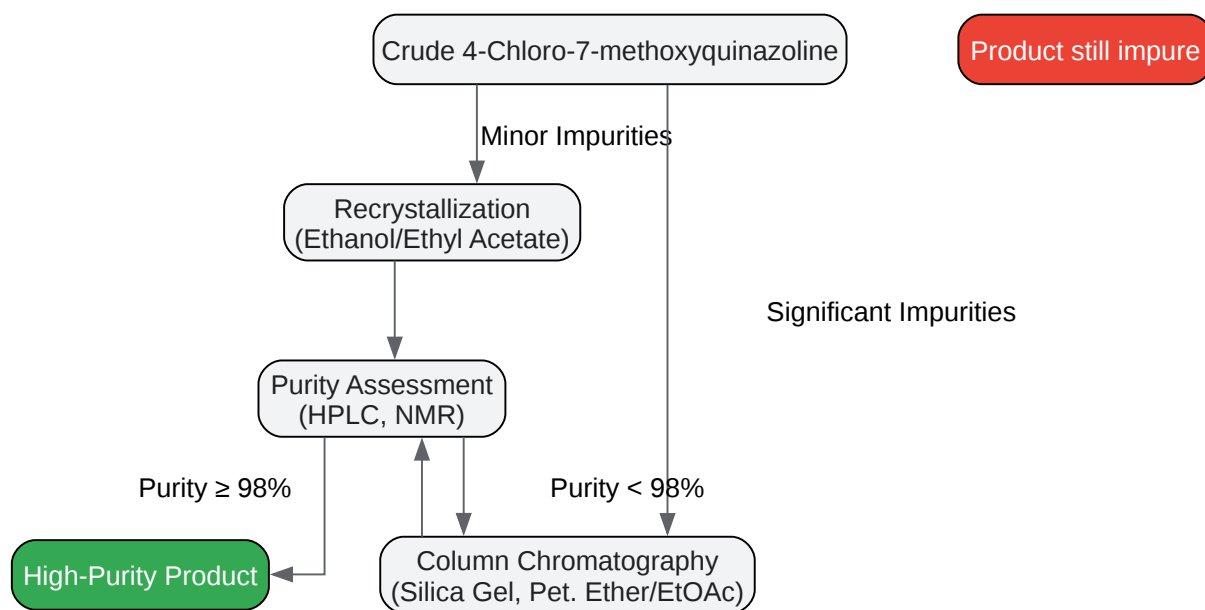 Crude 4-Chloro-7-methoxyquinazoline
Product still impure
Minor Impurities
Recrystallization
(Ethanol/Ethyl Acetate)
Significant Impurities
Purity Assessment
(HPLC, NMR)
Purity ≥ 98%
Purity < 98%
High-Purity Product
Column Chromatography
(Silica Gel, Pet. Ether/EtOAc)